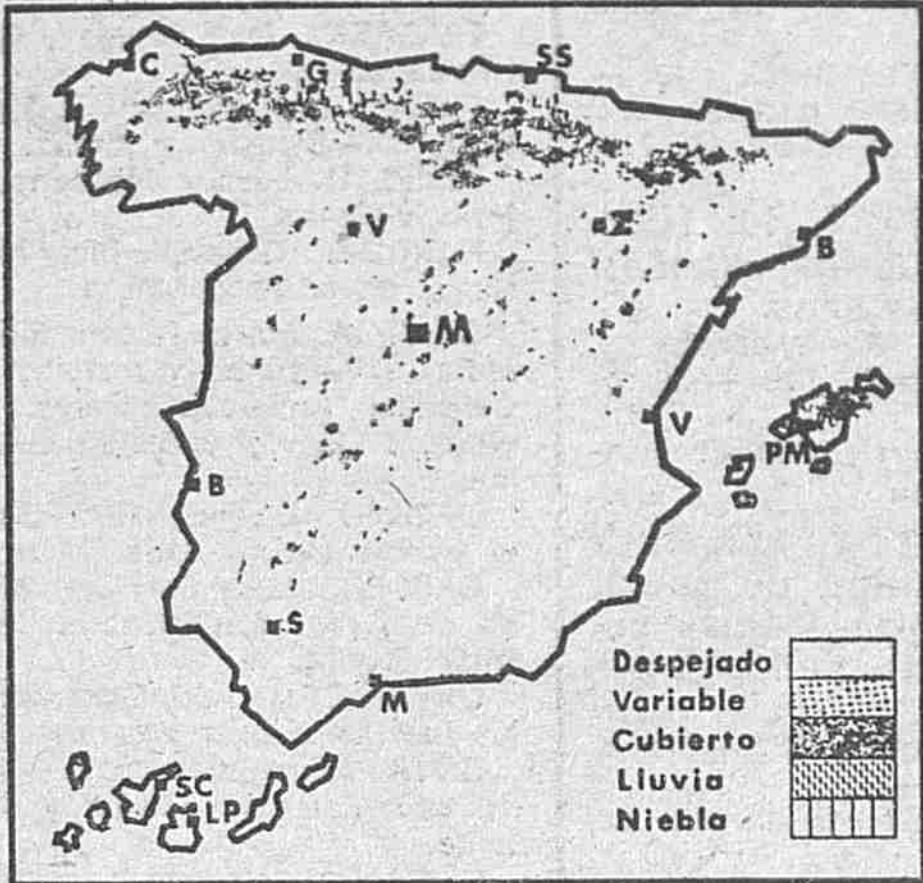 C
G
SS
V
Z
B
M
V
PM
B
S
M
SC
LP
Despejado
Variable
Cubierto
Lluvia
Niebla